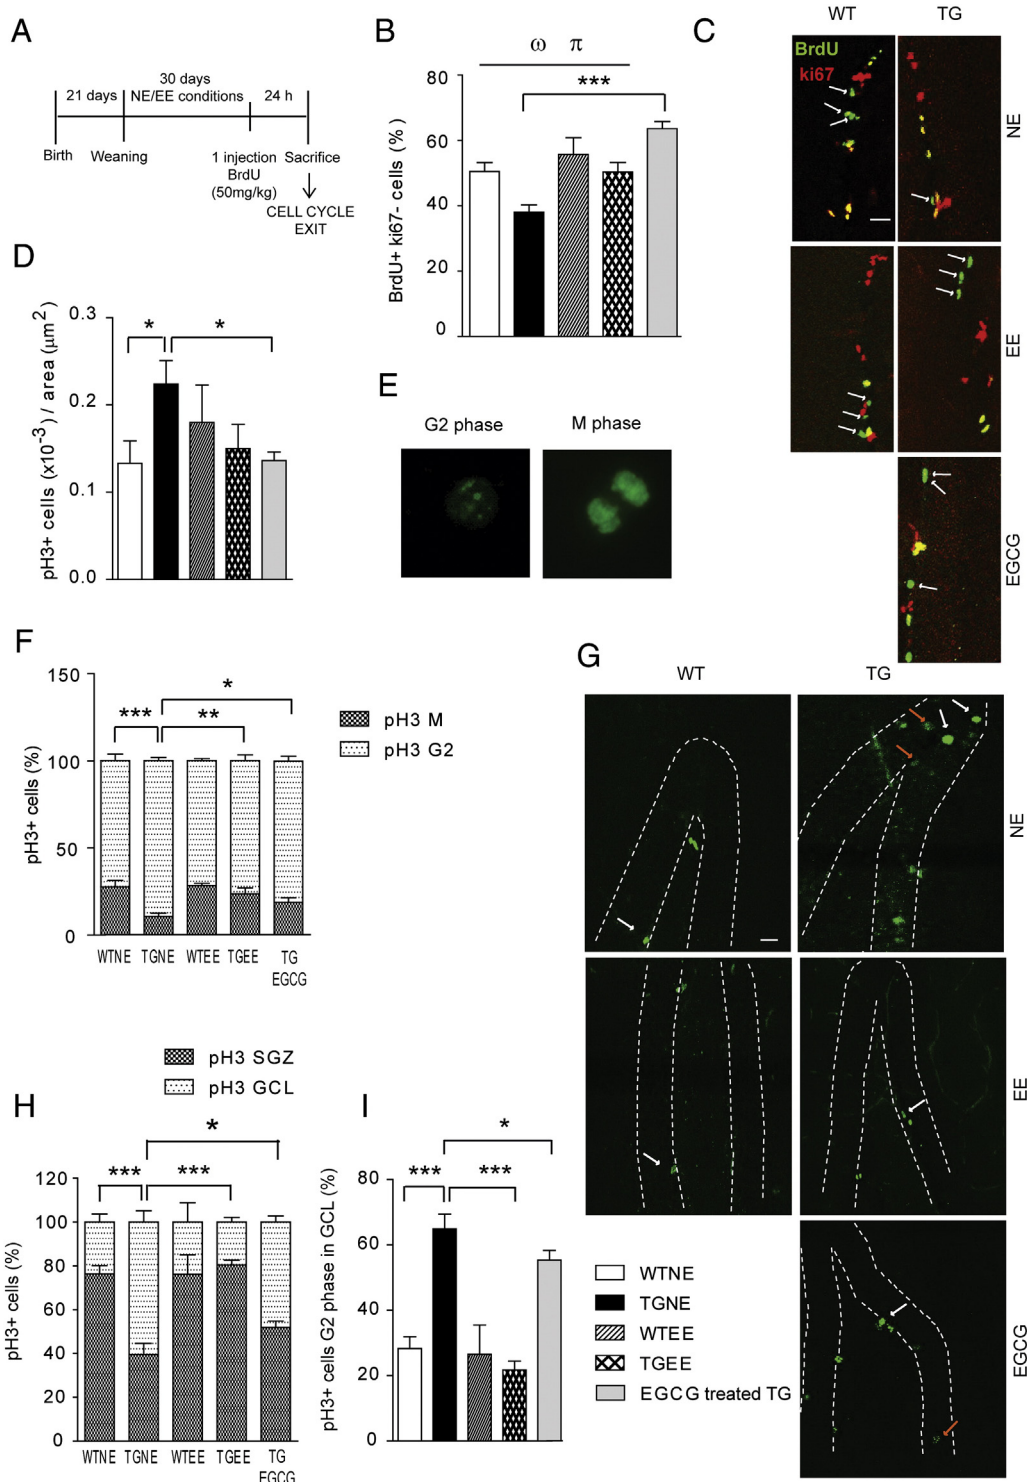 A
21 days
30 days
NE/EE conditions
24 h
Birth
Weaning
1 injection
BrdU
(50mg/kg)
Sacrifice
CELL CYCLE
EXIT
B
ω π
***
BrdU+ ki67- cells (%)
80
60
40
20
0
C
WT
TG
BrdU
ki67
NE
EE
EGCG
D
pH3+ cells (x10⁻³) / area (µm²)
0.3
0.2
0.1
0.0
*
*
E
G2 phase
M phase
F
pH3+ cells (%)
150
100
50
0
***
**
*
pH3 M
pH3 G2
WTNE
TGNE
WTEE
TGEE
TG
EGCG
G
WT
TG
NE
EE
EGCG
pH3 SGZ
pH3 GCL
H
pH3+ cells (%)
120
100
80
60
40
20
0
***
***
*
WTNE
TGNE
WTEE
TGEE
TG
EGCG
I
pH3+ cells G2 phase in GCL (%)
80
60
40
20
0
***
***
*
WTNE
TGNE
WTEE
TGEE
EGCG treated TG